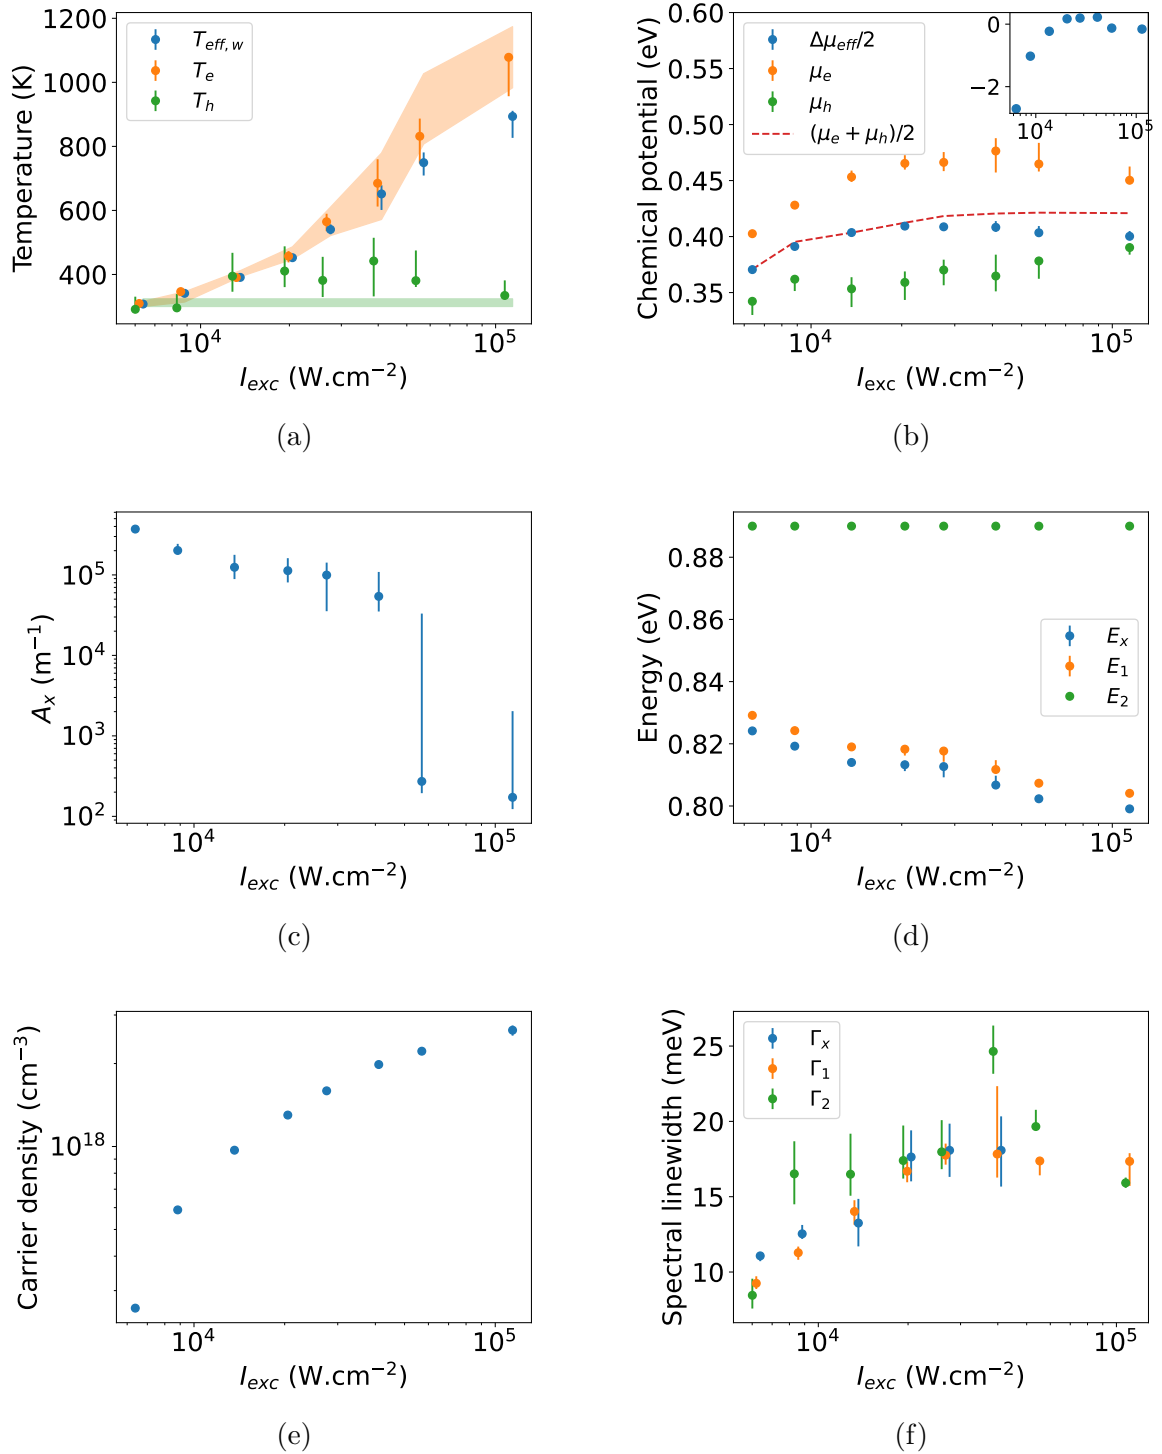 1200
1000
800
600
400
Temperature (K)
T_{eff, w}
T_e
T_h
10^4
10^5
I_{exc} (W.cm^{−2})
(a)
0.60
0.55
0.50
0.45
0.40
0.35
Chemical potential (eV)
Δμ_{eff}/2
μ_e
μ_h
(μ_e + μ_h)/2
0
−2
10^4
10^5
10^4
10^5
I_{exc} (W.cm^{−2})
(b)
10^5
10^4
10^3
10^2
A_x (m^{−1})
10^4
10^5
I_{exc} (W.cm^{−2})
(c)
0.88
0.86
0.84
0.82
0.80
Energy (eV)
E_x
E_1
E_2
10^4
10^5
I_{exc} (W.cm^{−2})
(d)
10^{18}
Carrier density (cm^{−3})
10^4
10^5
I_{exc} (W.cm^{−2})
(e)
25
20
15
10
Spectral linewidth (meV)
Γ_x
Γ_1
Γ_2
10^4
10^5
I_{exc} (W.cm^{−2})
(f)